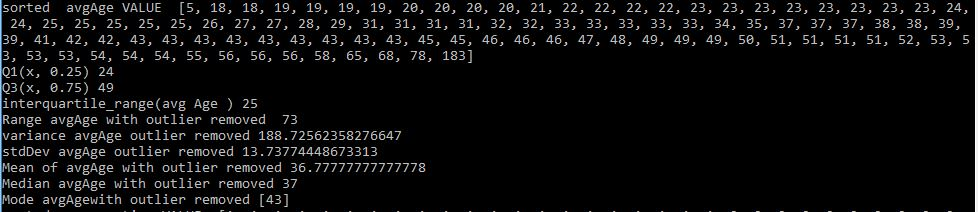 sorted  avgAge VALUE  [5, 18, 18, 19, 19, 19, 19, 20, 20, 20, 20, 21, 22, 22, 22, 22, 23, 23, 23, 23, 23, 23, 23, 23, 24,
24, 25, 25, 25, 25, 26, 26, 27, 27, 28, 29, 31, 31, 31, 31, 32, 32, 33, 33, 33, 33, 33, 34, 35, 37, 37, 37, 38, 38, 39,
39, 41, 42, 42, 43, 43, 43, 43, 43, 43, 43, 43, 43, 45, 45, 46, 46, 46, 47, 48, 49, 49, 49, 50, 51, 51, 51, 51, 52, 53, 5
3, 53, 53, 54, 54, 54, 55, 56, 56, 56, 58, 65, 68, 78, 183]
Q1(x, 0.25) 24
Q3(x, 0.75) 49
interquartile_range(avg Age ) 25
Range avgAge with outlier removed  73
variance avgAge outlier removed 188.72562358276647
stdDev avgAge outlier removed 13.73774448673313
Mean of avgAge with outlier removed 36.77777777777778
Median avgAge with outlier removed 37
Mode avgAgewith outlier removed [43]